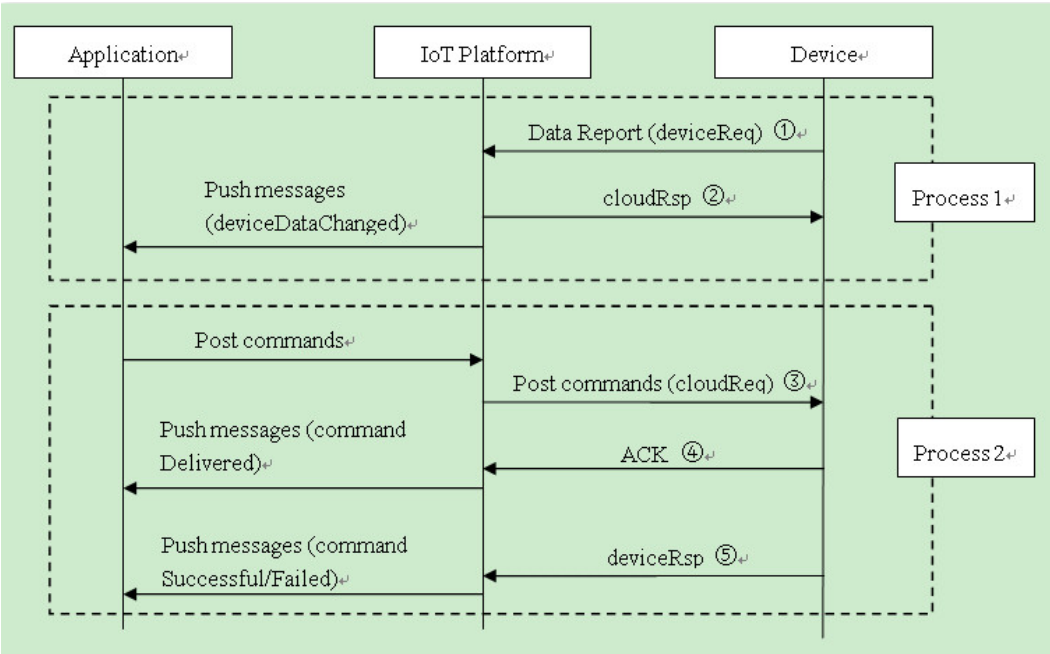 Application
IoT Platform
Device
Data Report (deviceReq) ①
Push messages
(deviceDataChanged)
cloudRsp ②
Process 1
Post commands
Post commands (cloudReq) ③
Push messages (command
Delivered)
ACK ④
Process 2
Push messages (command
Successful/Failed)
deviceRsp ⑤